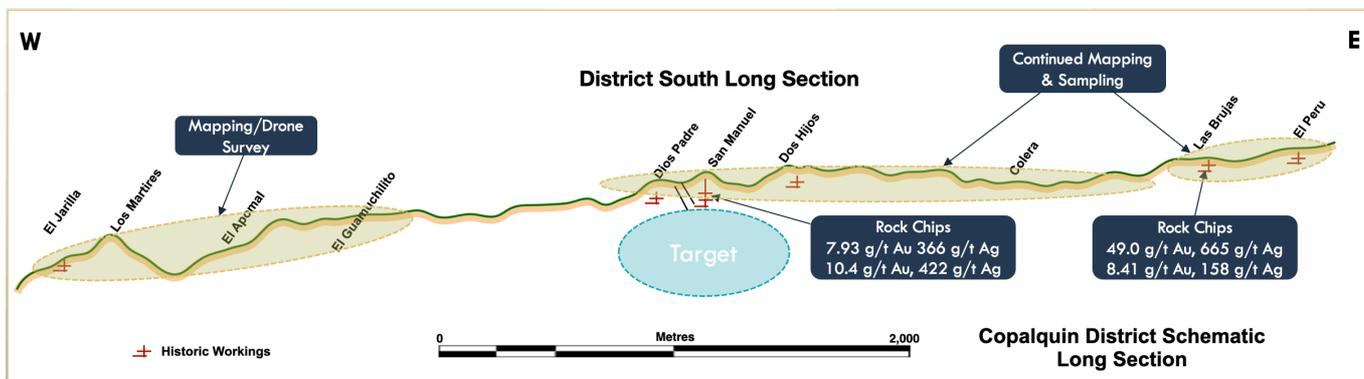 W
E
District South Long Section
Continued Mapping
& Sampling
Mapping/Drone
Survey
El Jarilla
Los Martires
El Apomal
El Guamuchilito
Dios Padre
San Manuel
Dos Hijos
Colera
Las Brujas
El Peru
Target
Rock Chips
7.93 g/t Au 366 g/t Ag
10.4 g/t Au, 422 g/t Ag
Rock Chips
49.0 g/t Au, 665 g/t Ag
8.41 g/t Au, 158 g/t Ag
Historic Workings
0
Metres
2,000
Copalquin District Schematic
Long Section